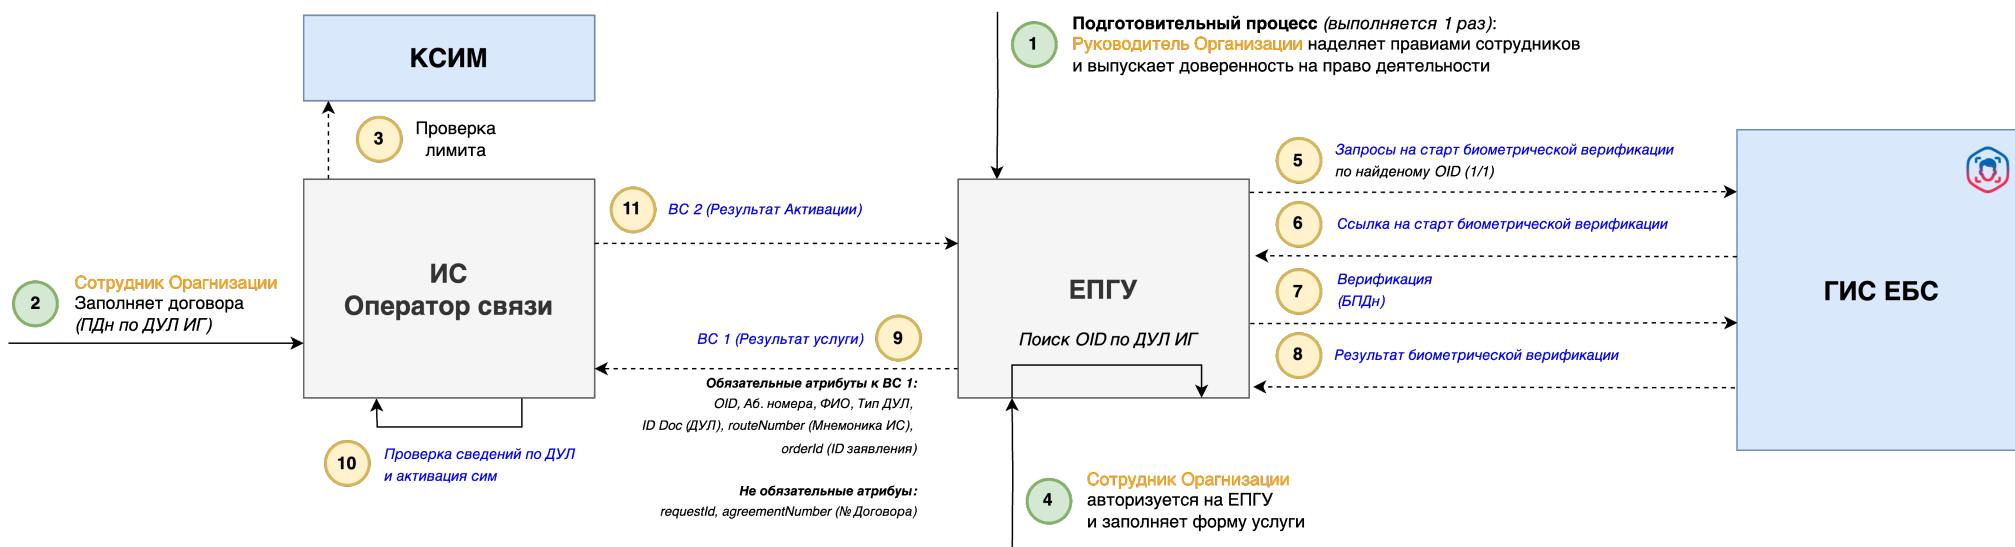 КСИМ
1
Подготовительный процесс (выполняется 1 раз):
Руководитель Организации наделяет правиами сотрудников
и выпускает доверенность на право деятельности
3
Проверка
лимита
5
Запросы на старт биометрической верификации
по найденому OID (1/1)
11
ВС 2 (Результат Активации)
6
Ссылка на старт биометрической верификации
2
Сотрудник Орагнизации
Заполняет договора
(ПДн по ДУЛ ИГ)
ИС
Оператор связи
ЕПГУ
Поиск OID по ДУЛ ИГ
7
Верификация
(БПДн)
ГИС ЕБС
ВС 1 (Результат услуги)
9
8
Результат биометрической верификации
Обязательные атрибуты к ВС 1:
OID, Аб. номера, ФИО, Тип ДУЛ,
ID Doc (ДУЛ), routeNumber (Мнемоника ИС),
orderId (ID заявления)
10
Проверка сведений по ДУЛ
и активация сим
Не обязательные атрибуы:
requestId, agreementNumber (№ Договора)
4
Сотрудник Орагнизации
авторизуется на ЕПГУ
и заполняет форму услуги